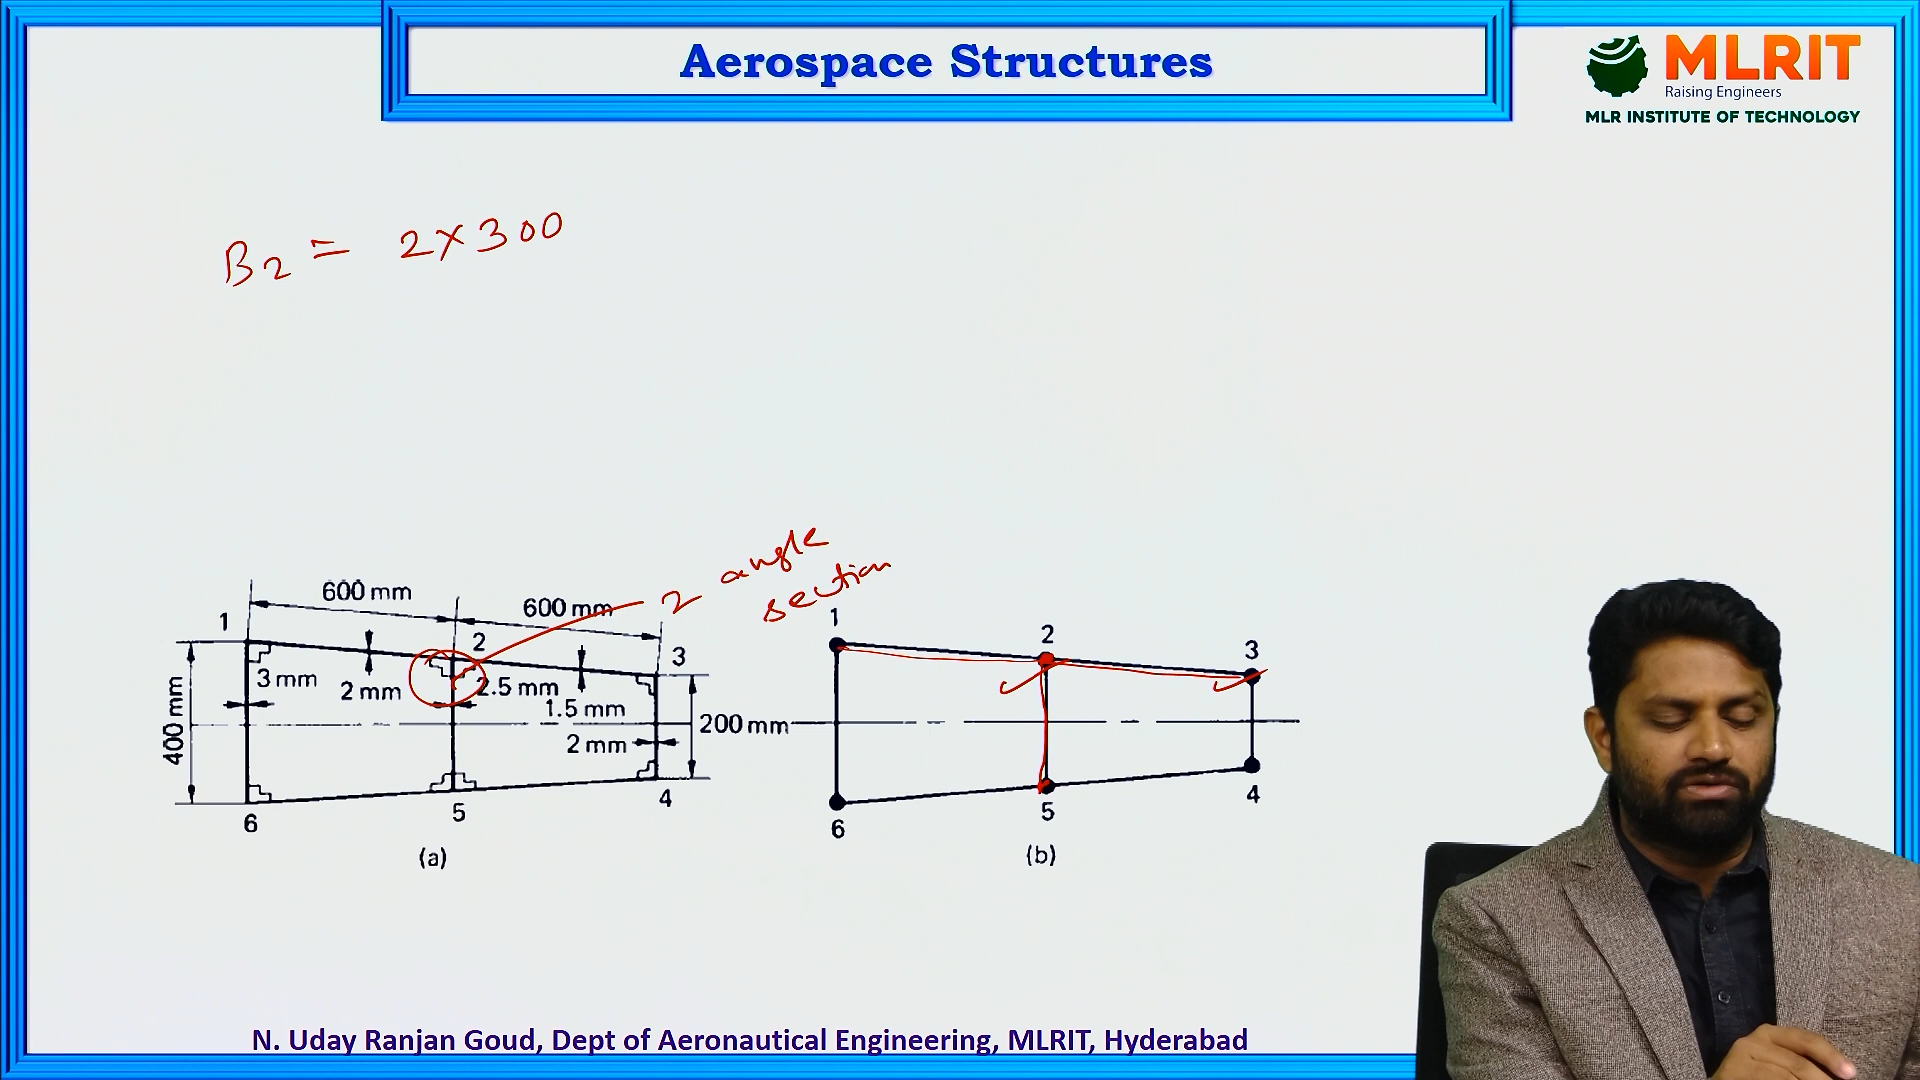 Aerospace Structures
MLRIT
Raising Engineers
MLR INSTITUTE OF TECHNOLOGY
B2 = 2×300
2 angle
section
600 mm
600 mm
1
2
3
3 mm
2 mm
2.5 mm
1.5 mm
2 mm
400 mm
200 mm
6
5
4
(a)
1
2
3
6
5
4
(b)
N. Uday Ranjan Goud, Dept of Aeronautical Engineering, MLRIT, Hyderabad